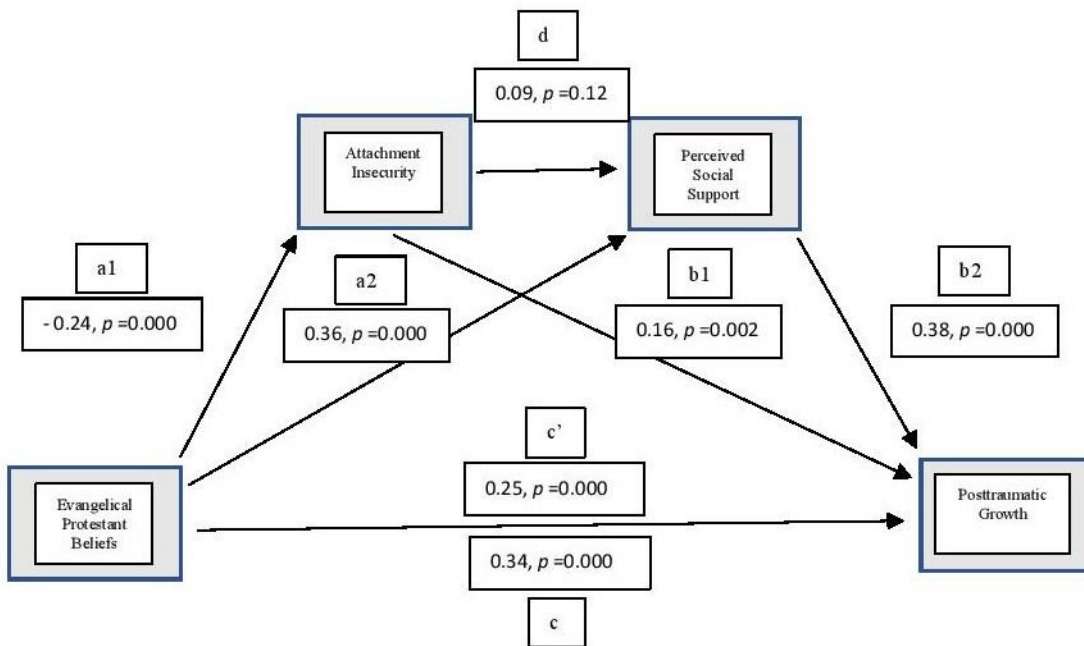 d
0.09, p =0.12
Attachment
Insecurity
Perceived
Social
Support
a1
- 0.24, p =0.000
a2
0.36, p =0.000
b1
0.16, p =0.002
b2
0.38, p =0.000
c’
0.25, p =0.000
Evangelical
Protestant
Beliefs
Posttraumatic
Growth
0.34, p =0.000
c